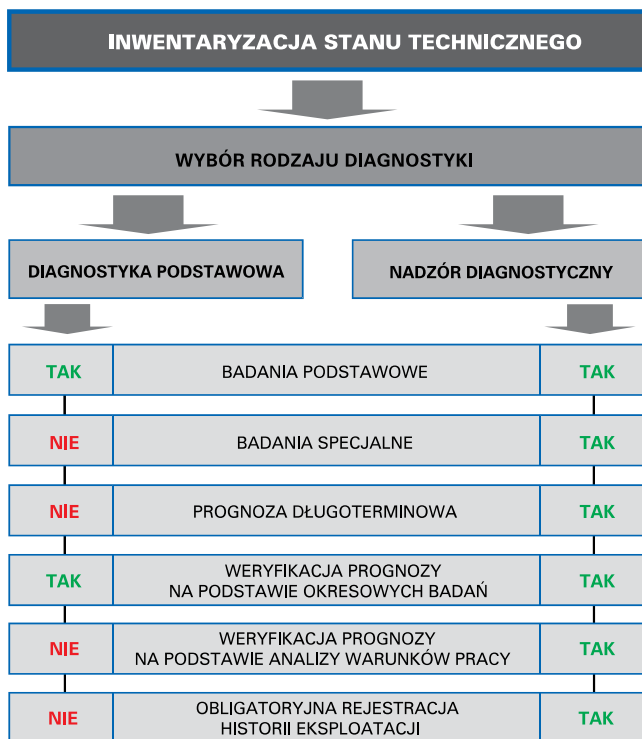 INWENTARYZACJA STANU TECHNICZNEGO
WYBÓR RODZAJU DIAGNOSTYKI
DIAGNOSTYKA PODSTAWOWA
NADZÓR DIAGNOSTYCZNY
TAK BADANIA PODSTAWOWE TAK
NIE BADANIA SPECJALNE TAK
NIE PROGNOZA DŁUGOTERMINOWA TAK
TAK WERYFIKACJA PROGNOZY
NA PODSTAWIE OKRESOWYCH BADAŃ TAK
NIE WERYFIKACJA PROGNOZY
NA PODSTAWIE ANALIZY WARUNKÓW PRACY TAK
NIE OBLIGATORYJNA REJESTRACJA
HISTORII EKSPLOATACJI TAK